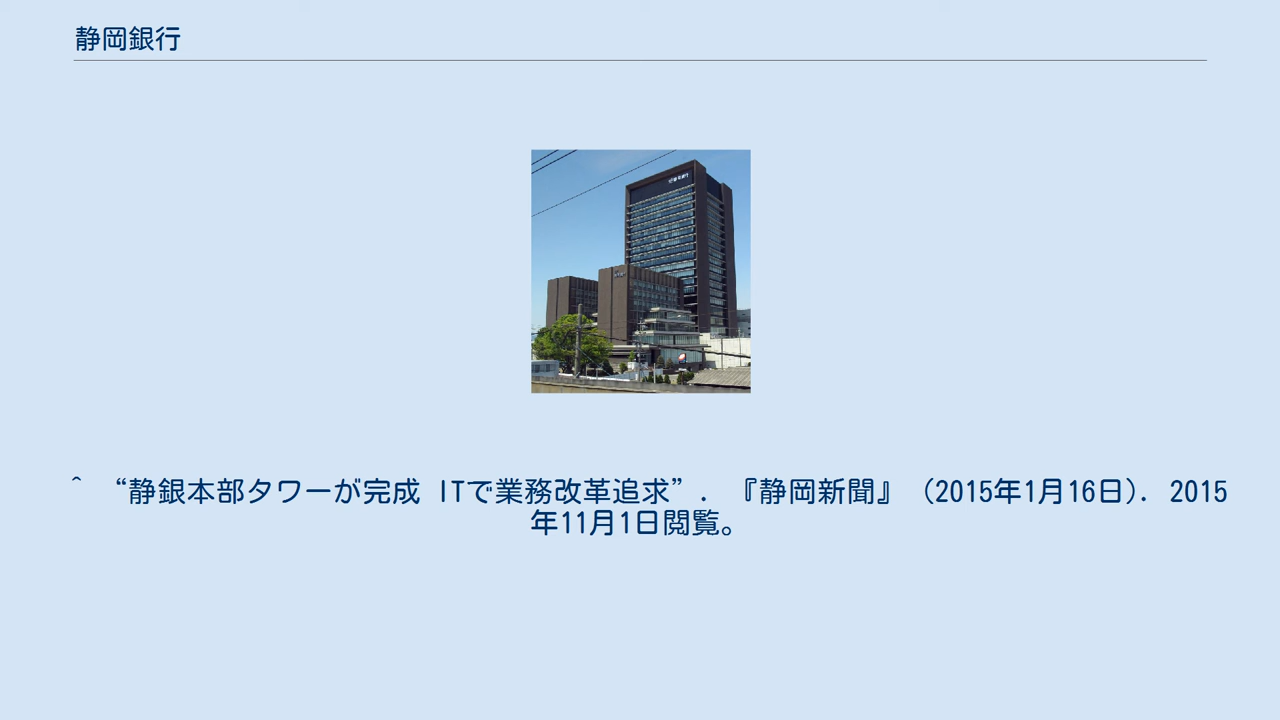 静岡銀行
^ “静銀本部タワーが完成 ITで業務改革追求”. 『静岡新聞』 (2015年1月16日). 2015
年11月1日閲覧。